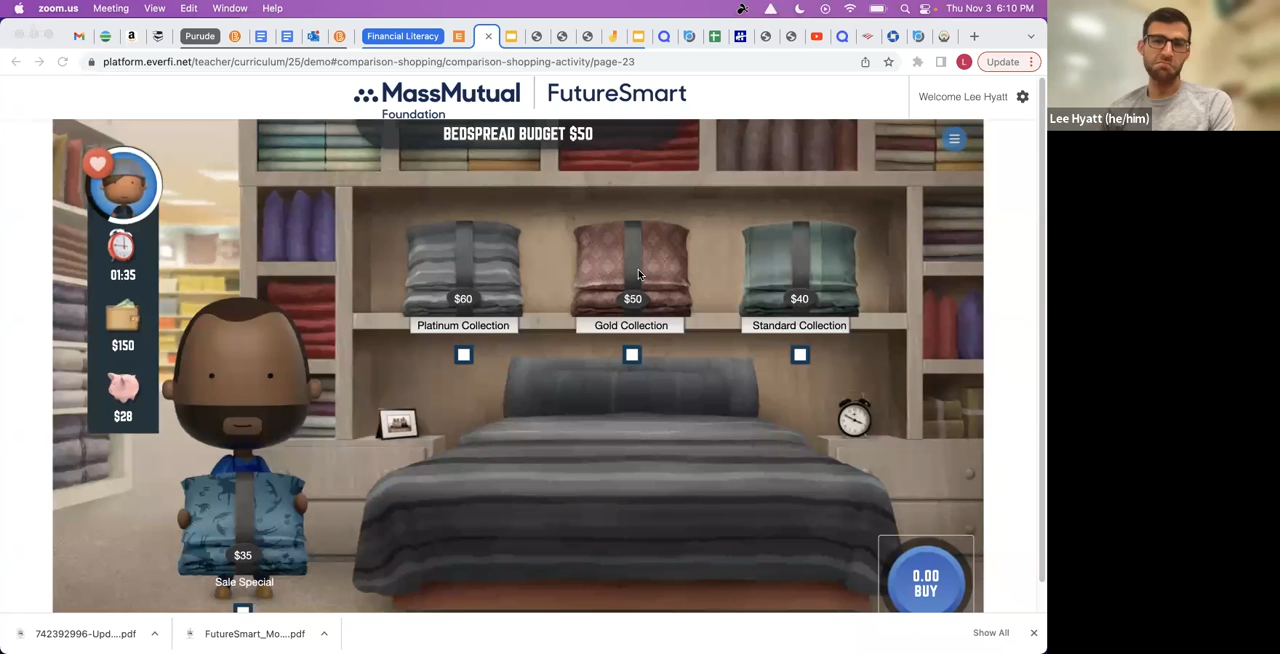 zoom.us Meeting View Edit Window Help Thu Nov 3 6:10 PM
Purude Financial Literacy
platform.everfi.net/teacher/curriculum/25/demo#comparison-shopping/comparison-shopping-activity/page-23 L Update
MassMutual FutureSmart
Foundation
Welcome Lee Hyatt
Lee Hyatt (he/him)
BEDSPREAD BUDGET $50
01:35
$150
$28
$60 $50 $40
Platinum Collection Gold Collection Standard Collection
$35
Sale Special
0.00
BUY
742392996-Upd....pdf FutureSmart_Mo....pdf Show All